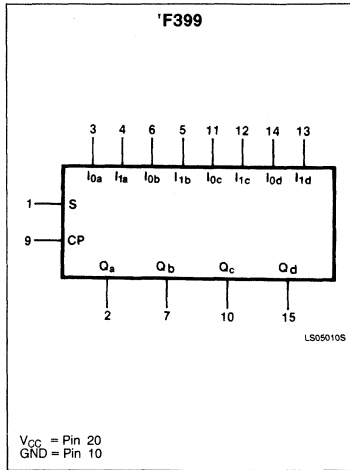 'F399
3 4 6 5 11 12 14 13
I0a I1a I0b I1b I0c I1c I0d I1d
1 S
9 CP
Qa Qb Qc Qd
2 7 10 15
LS05010S
VCC = Pin 20
GND = Pin 10